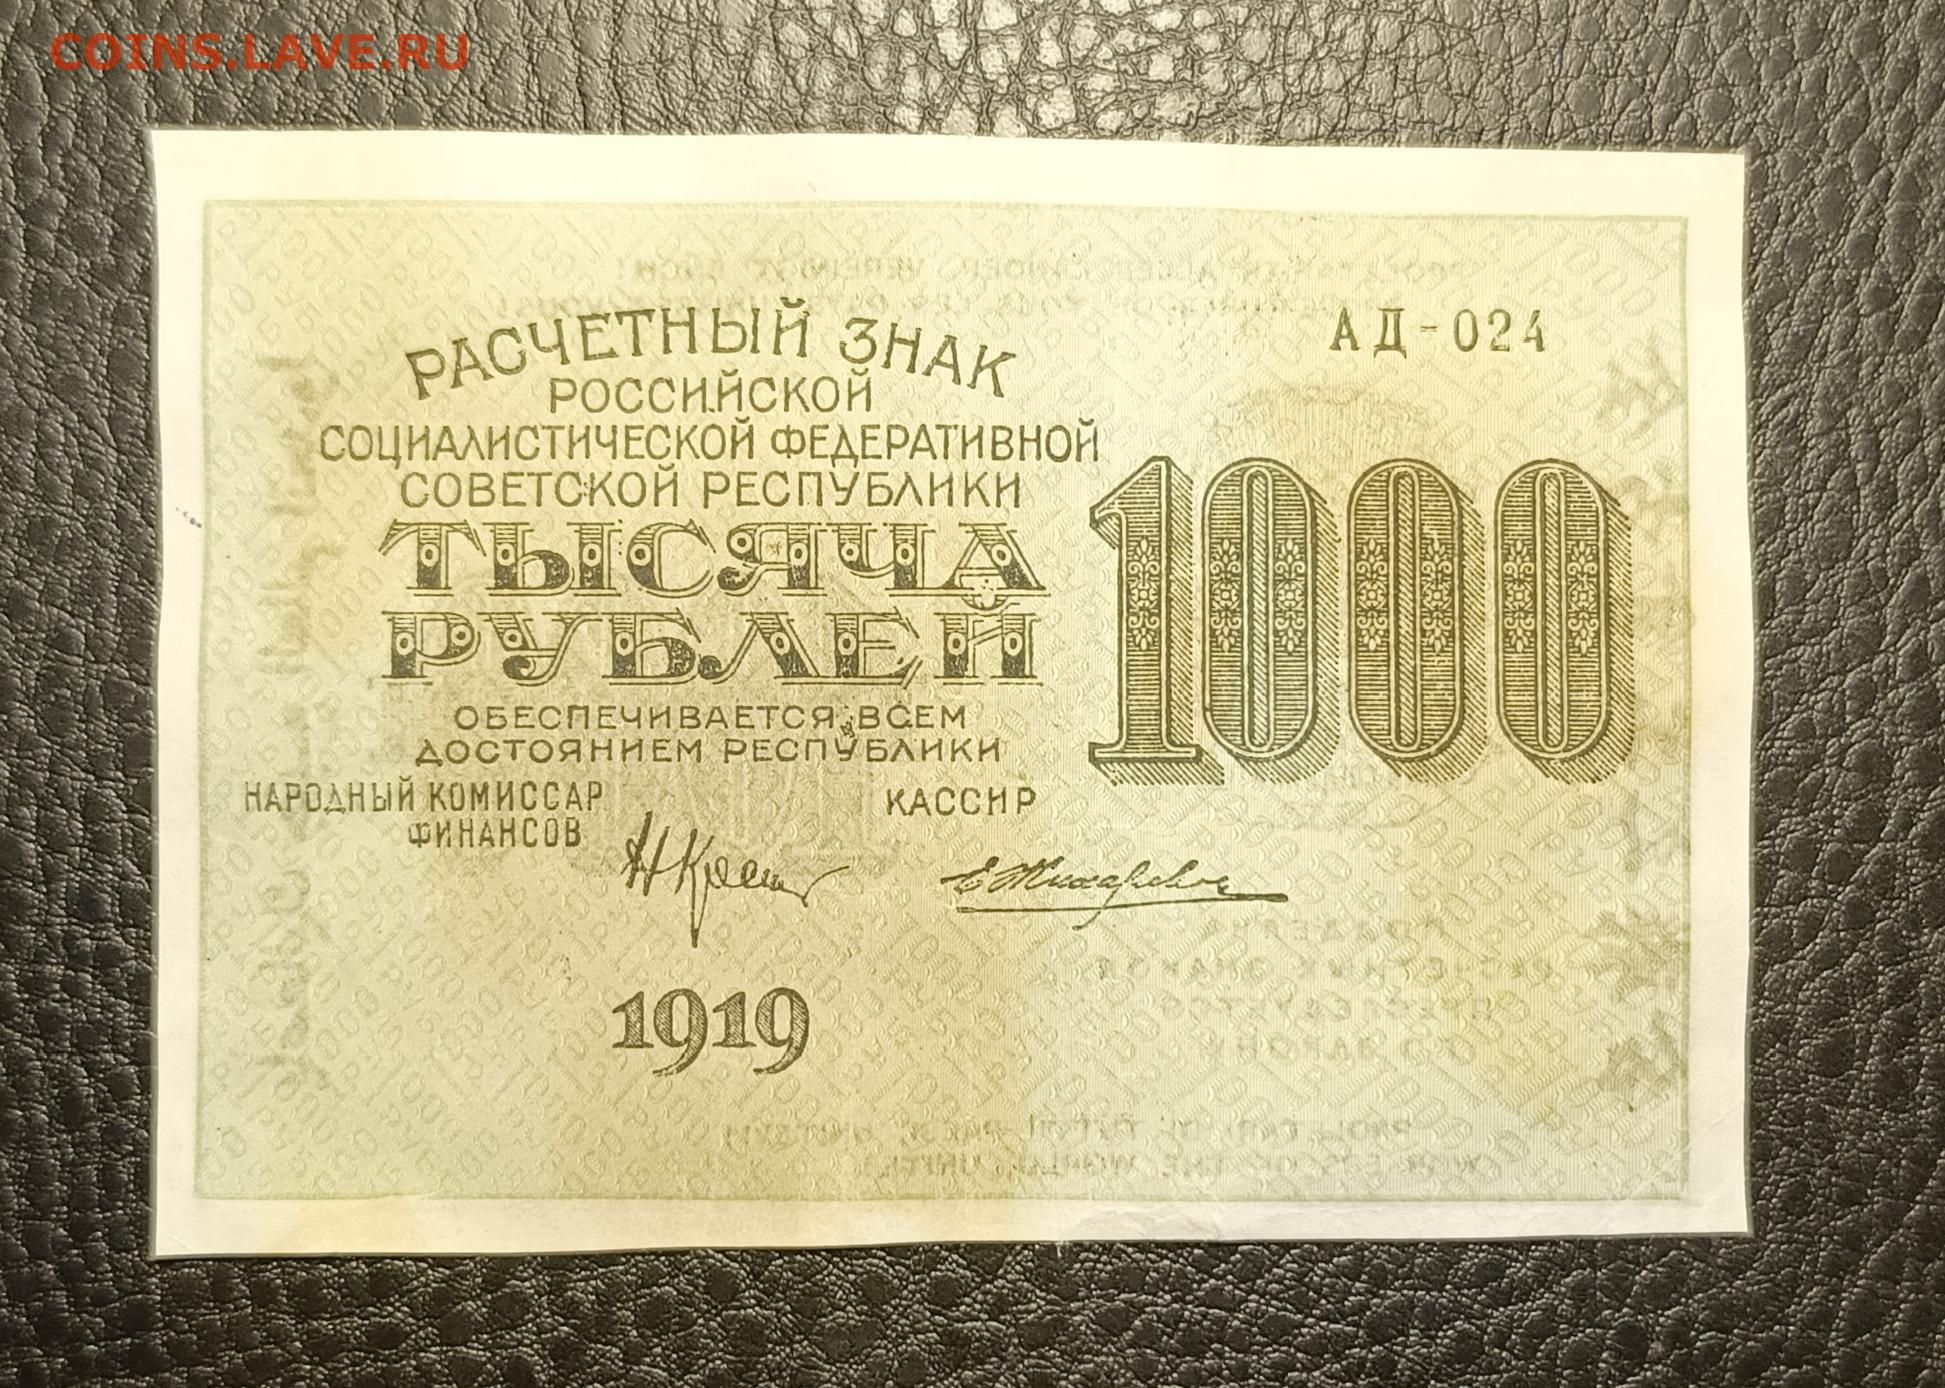 COINS.LAVE.RU
АД-024
РАСЧЕТНЫЙ ЗНАК
РОССИЙСКОЙ
СОЦИАЛИСТИЧЕСКОЙ ФЕДЕРАТИВНОЙ
СОВЕТСКОЙ РЕСПУБЛИКИ
ТЫСЯЧА
РУБЛЕЙ
1000
ОБЕСПЕЧИВАЕТСЯ ВСЕМ
ДОСТОЯНИЕМ РЕСПУБЛИКИ
НАРОДНЫЙ КОМИССАР
ФИНАНСОВ
КАССИР
1919